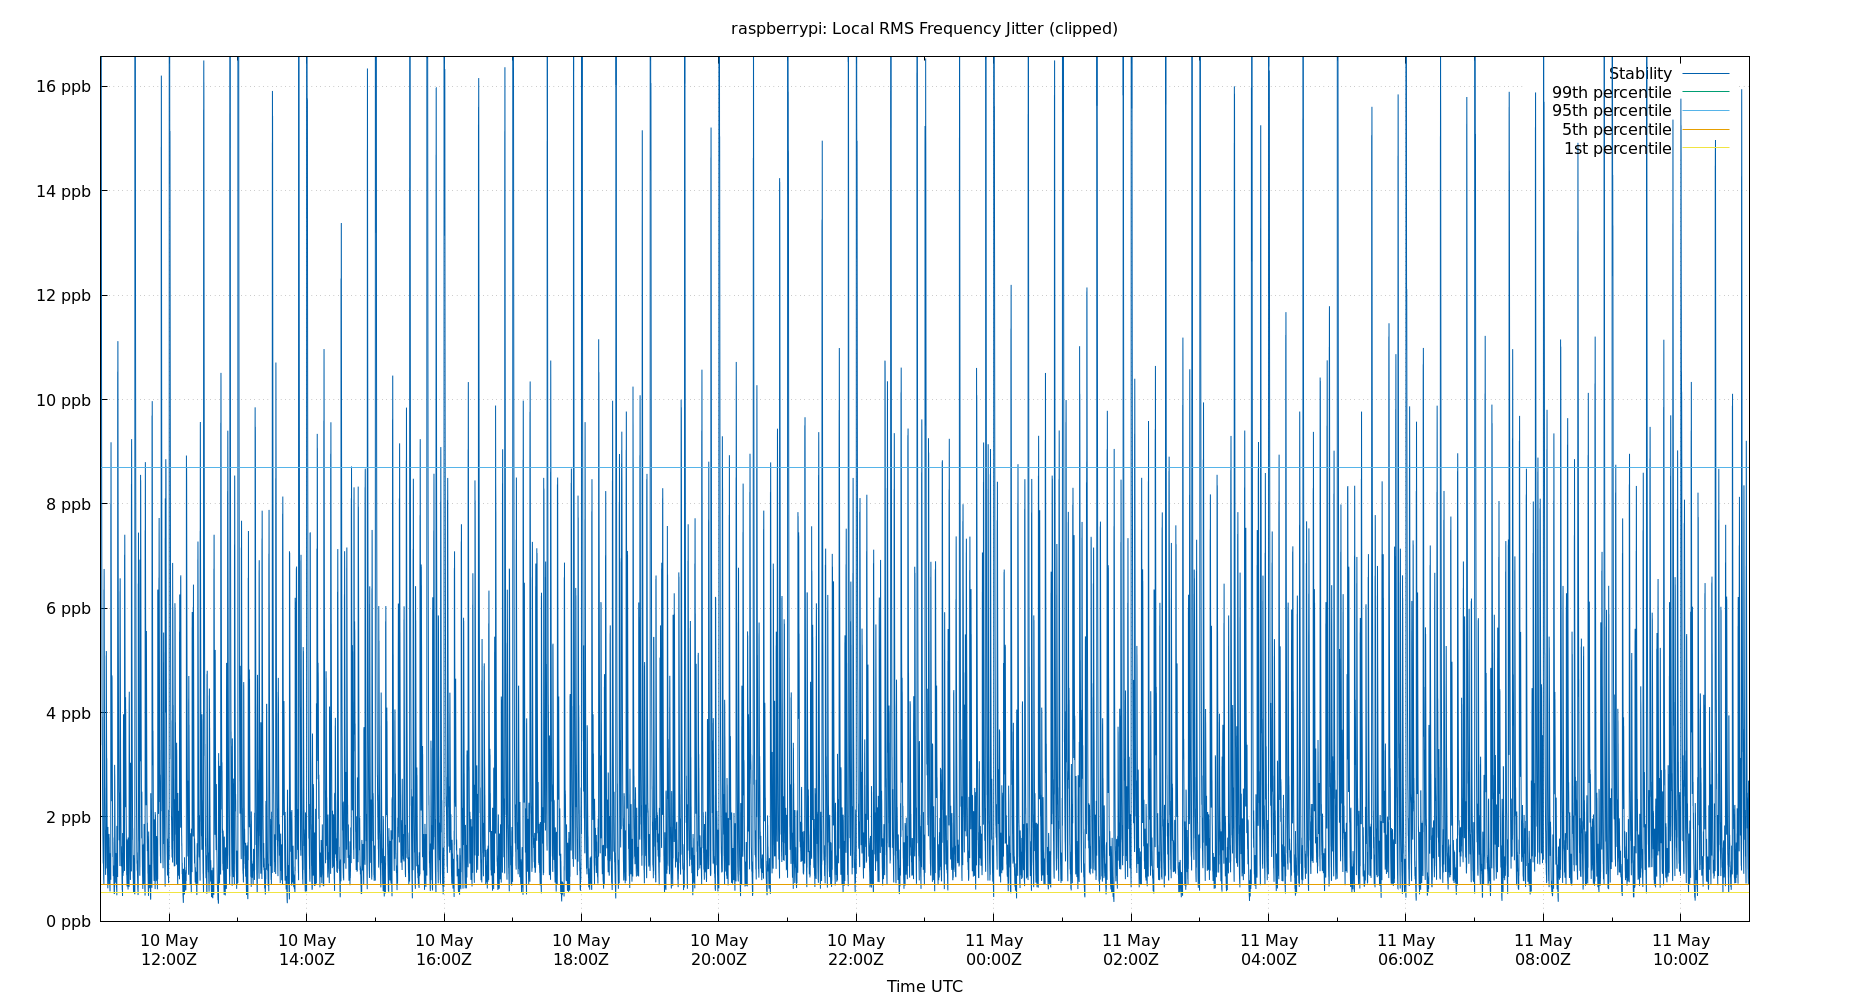 raspberrypi: Local RMS Frequency Jitter (clipped)
16 ppb
14 ppb
12 ppb
10 ppb
8 ppb
6 ppb
4 ppb
2 ppb
0 ppb
Stability
99th percentile
95th percentile
5th percentile
1st percentile
10 May 10 May 10 May 10 May 10 May 10 May 11 May 11 May 11 May 11 May 11 May 11 May
12:00Z 14:00Z 16:00Z 18:00Z 20:00Z 22:00Z 00:00Z 02:00Z 04:00Z 06:00Z 08:00Z 10:00Z
Time UTC